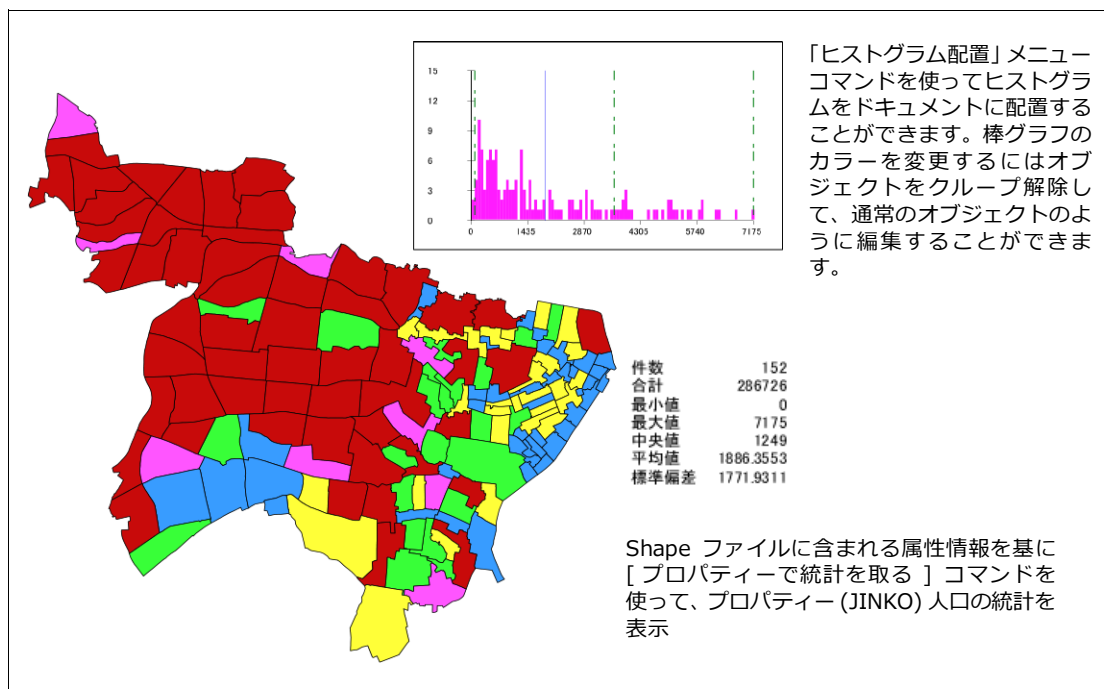 「ヒストグラム配置」メニュー
コマンドを使ってヒストグラ
ムをドキュメントに配置する
ことができます。棒グラフの
カラーを変更するにはオブ
ジェクトをクループ解除し
て、通常のオブジェクトのよ
うに編集することができま
す。
15
12
9
6
3
0
0 1435 2870 4305 5740 7175
件数 152
合計 286726
最小値 0
最大値 7175
中央値 1249
平均値 1886.3553
標準偏差 1771.9311
Shape ファイルに含まれる属性情報を基に
[ プロパティーで統計を取る ] コマンドを
使って、プロパティー (JINKO) 人口の統計を
表示